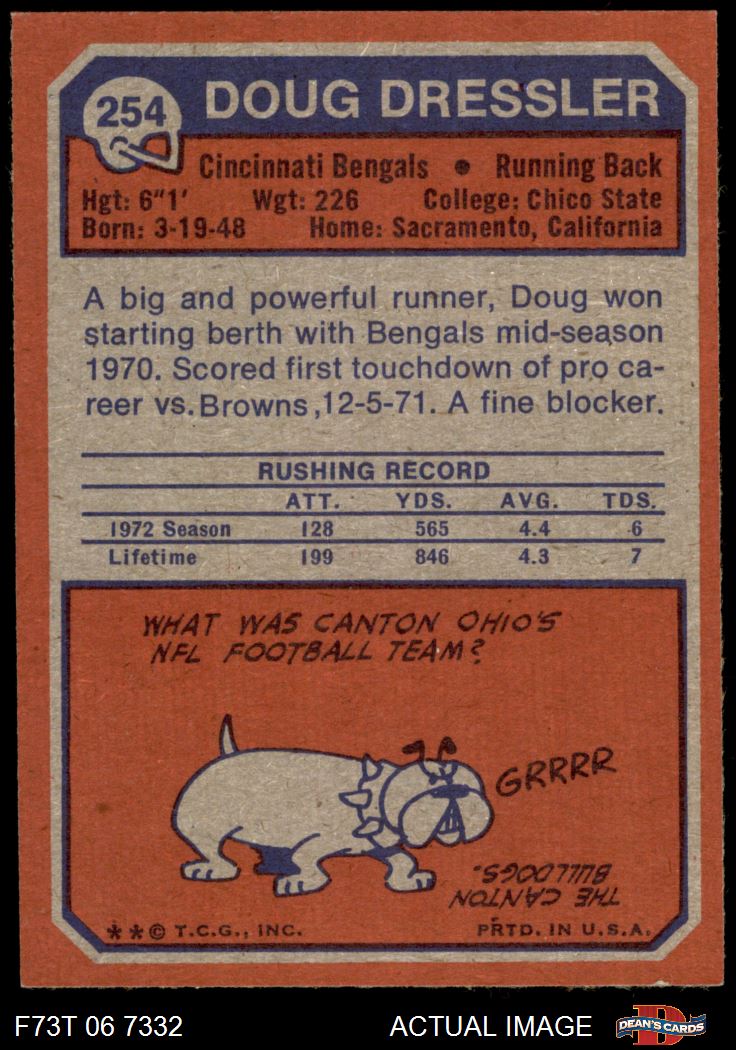 254
DOUG DRESSLER
Cincinnati Bengals • Running Back
Hgt: 6"1' Wgt: 226 College: Chico State
Born: 3-19-48 Home: Sacramento, California
A big and powerful runner, Doug won
starting berth with Bengals mid-season
1970. Scored first touchdown of pro ca-
reer vs. Browns, 12-5-71. A fine blocker.
RUSHING RECORD
ATT. YDS. AVG. TDS.
1972 Season 128 565 4.4 6
Lifetime 199 846 4.3 7
WHAT WAS CANTON OHIO'S
NFL FOOTBALL TEAM?
GRRRR
THE CANTON
BULLDOGS.
**© T.C.G., INC. PRTD. IN U.S.A.
F73T 06 7332 ACTUAL IMAGE
D
DEAN'S CARDS